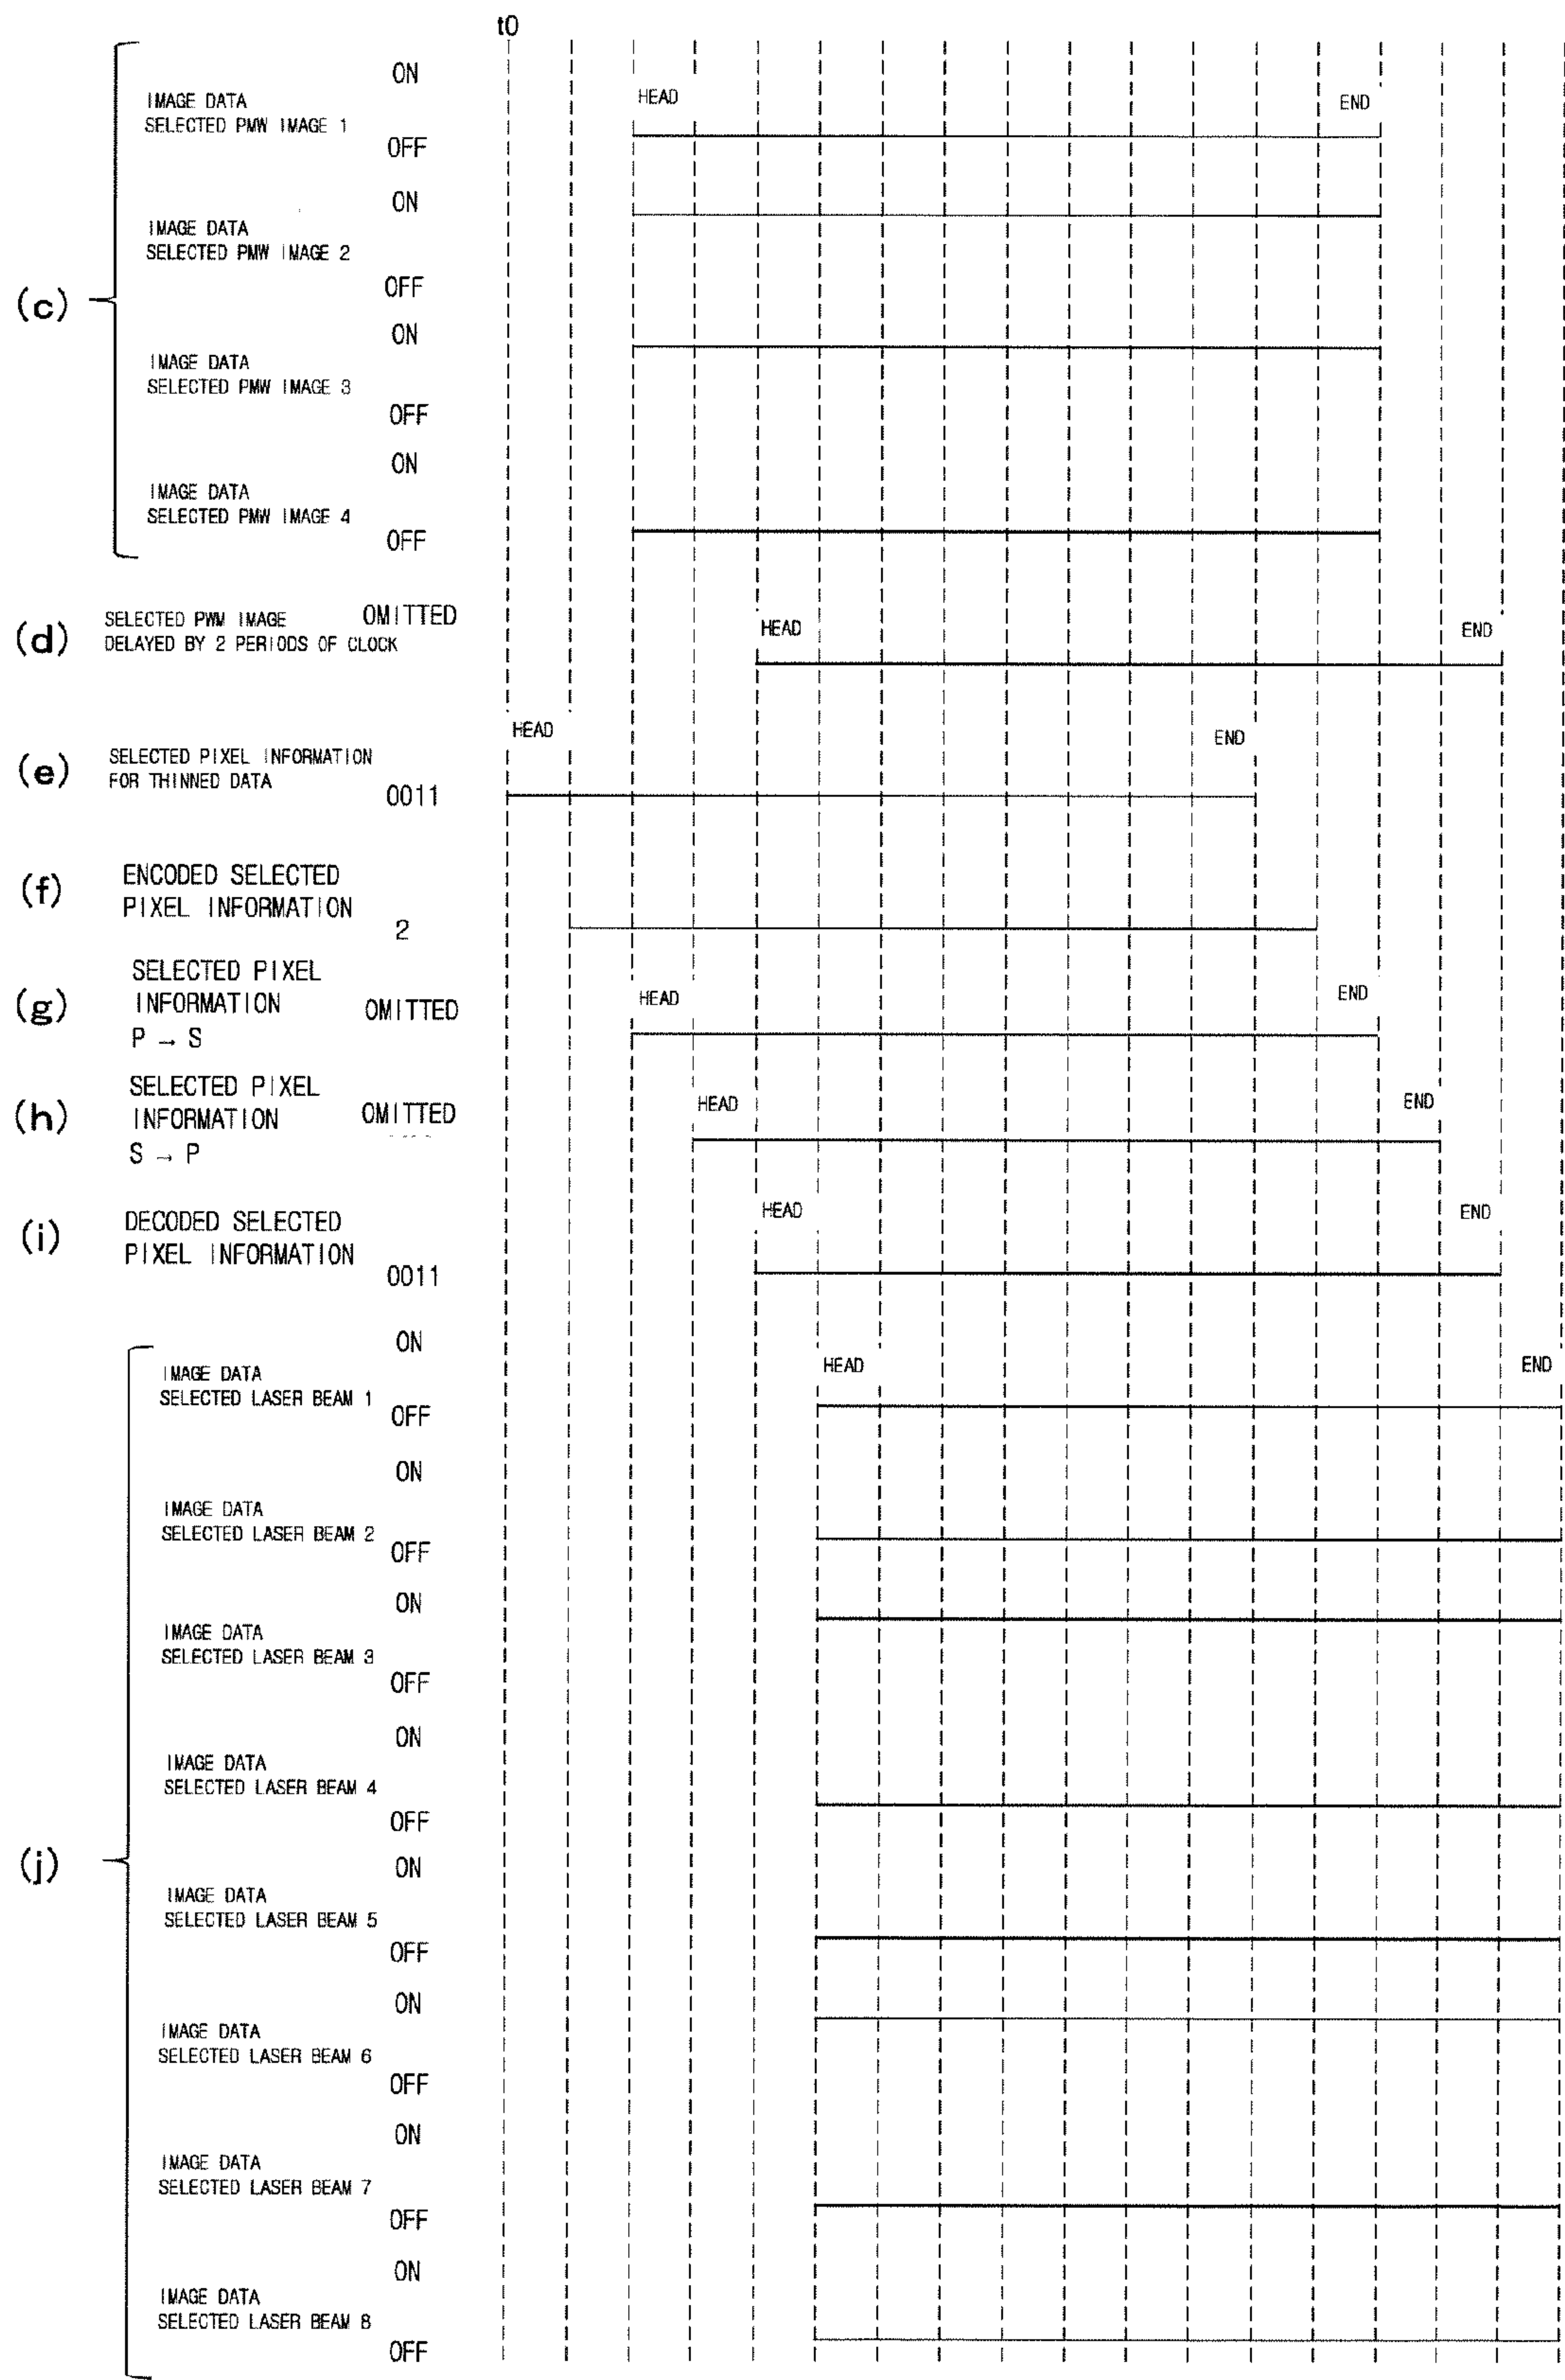 t0
(c)
ON
IMAGE DATA
SELECTED PMW IMAGE 1
OFF
HEAD
END
ON
IMAGE DATA
SELECTED PMW IMAGE 2
OFF
ON
IMAGE DATA
SELECTED PMW IMAGE 3
OFF
ON
IMAGE DATA
SELECTED PMW IMAGE 4
OFF
(d)
SELECTED PWM IMAGE
DELAYED BY 2 PERIODS OF CLOCK
OMITTED
HEAD
END
(e)
SELECTED PIXEL INFORMATION
FOR THINNED DATA
0011
HEAD
END
(f)
ENCODED SELECTED
PIXEL INFORMATION
2
(g)
SELECTED PIXEL
INFORMATION
P → S
OMITTED
HEAD
END
(h)
SELECTED PIXEL
INFORMATION
S → P
OMITTED
HEAD
END
(i)
DECODED SELECTED
PIXEL INFORMATION
0011
HEAD
END
(j)
ON
IMAGE DATA
SELECTED LASER BEAM 1
OFF
HEAD
END
ON
IMAGE DATA
SELECTED LASER BEAM 2
OFF
ON
IMAGE DATA
SELECTED LASER BEAM 3
OFF
ON
IMAGE DATA
SELECTED LASER BEAM 4
OFF
ON
IMAGE DATA
SELECTED LASER BEAM 5
OFF
ON
IMAGE DATA
SELECTED LASER BEAM 6
OFF
ON
IMAGE DATA
SELECTED LASER BEAM 7
OFF
ON
IMAGE DATA
SELECTED LASER BEAM 8
OFF